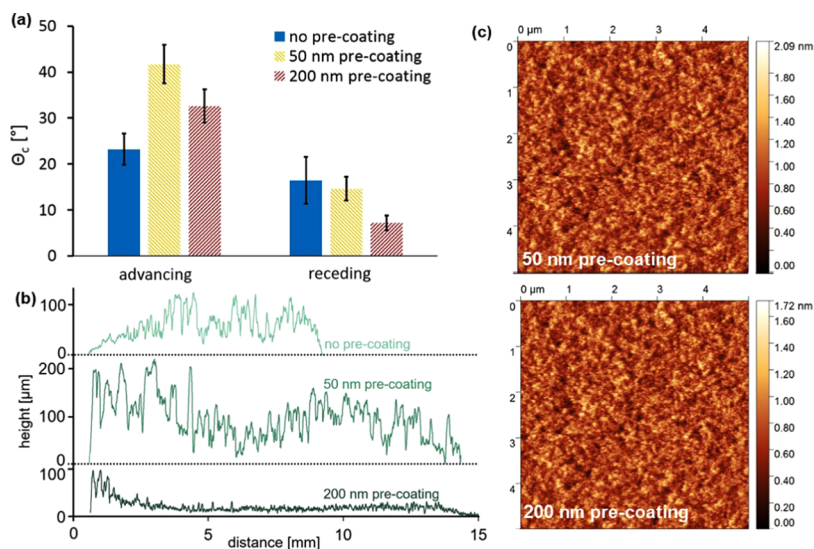 (a)
50
40
30
20
10
0
Θc [°]
no pre-coating
50 nm pre-coating
200 nm pre-coating
advancing
receding
(b)
100
0
no pre-coating
200
100
0
50 nm pre-coating
100
0
200 nm pre-coating
height [µm]
5
10
15
distance [mm]
(c)
0 µm 1 2 3 4
0
1
2
3
4
50 nm pre-coating
2.09 nm
1.80
1.60
1.40
1.20
1.00
0.80
0.60
0.40
0.00
0 µm 1 2 3 4
0
1
2
3
4
200 nm pre-coating
1.72 nm
1.40
1.20
1.00
0.80
0.60
0.40
0.20
0.00